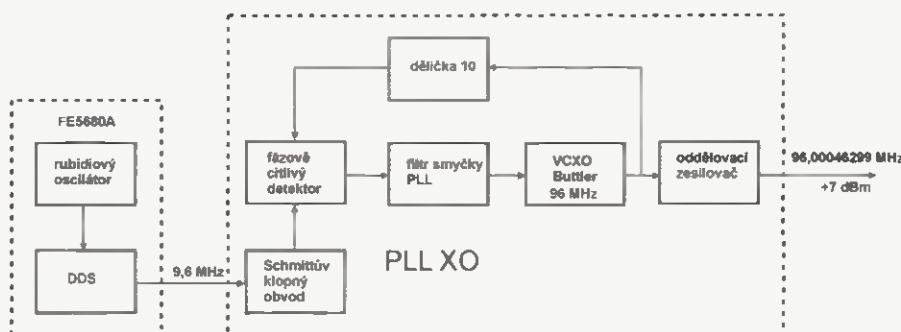 dělička 10
FE5680A
rubidiový
oscilátor
fázově
citlivý
detektor
filtr smyčky
PLL
VCXO
Buttler
96 MHz
oddělovací
zesilovač
96,00046299 MHz
+7 dBm
DDS
9,6 MHz
Schmittův
klopný
obvod
PLL XO